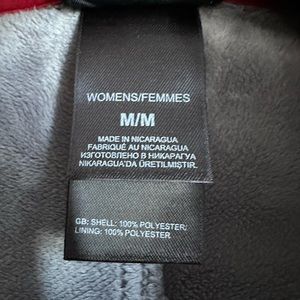 WOMENS/FEMMES
M/M
MADE IN NICARAGUA
FABRIQUÉ AU NICARAGUA
ИЗГОТОВЛЕНО В НИКАРАГУА
NIKARAGUA'DA ÜRETILMIŞTIR.
GB: SHELL: 100% POLYESTER/
LINING: 100% POLYESTER